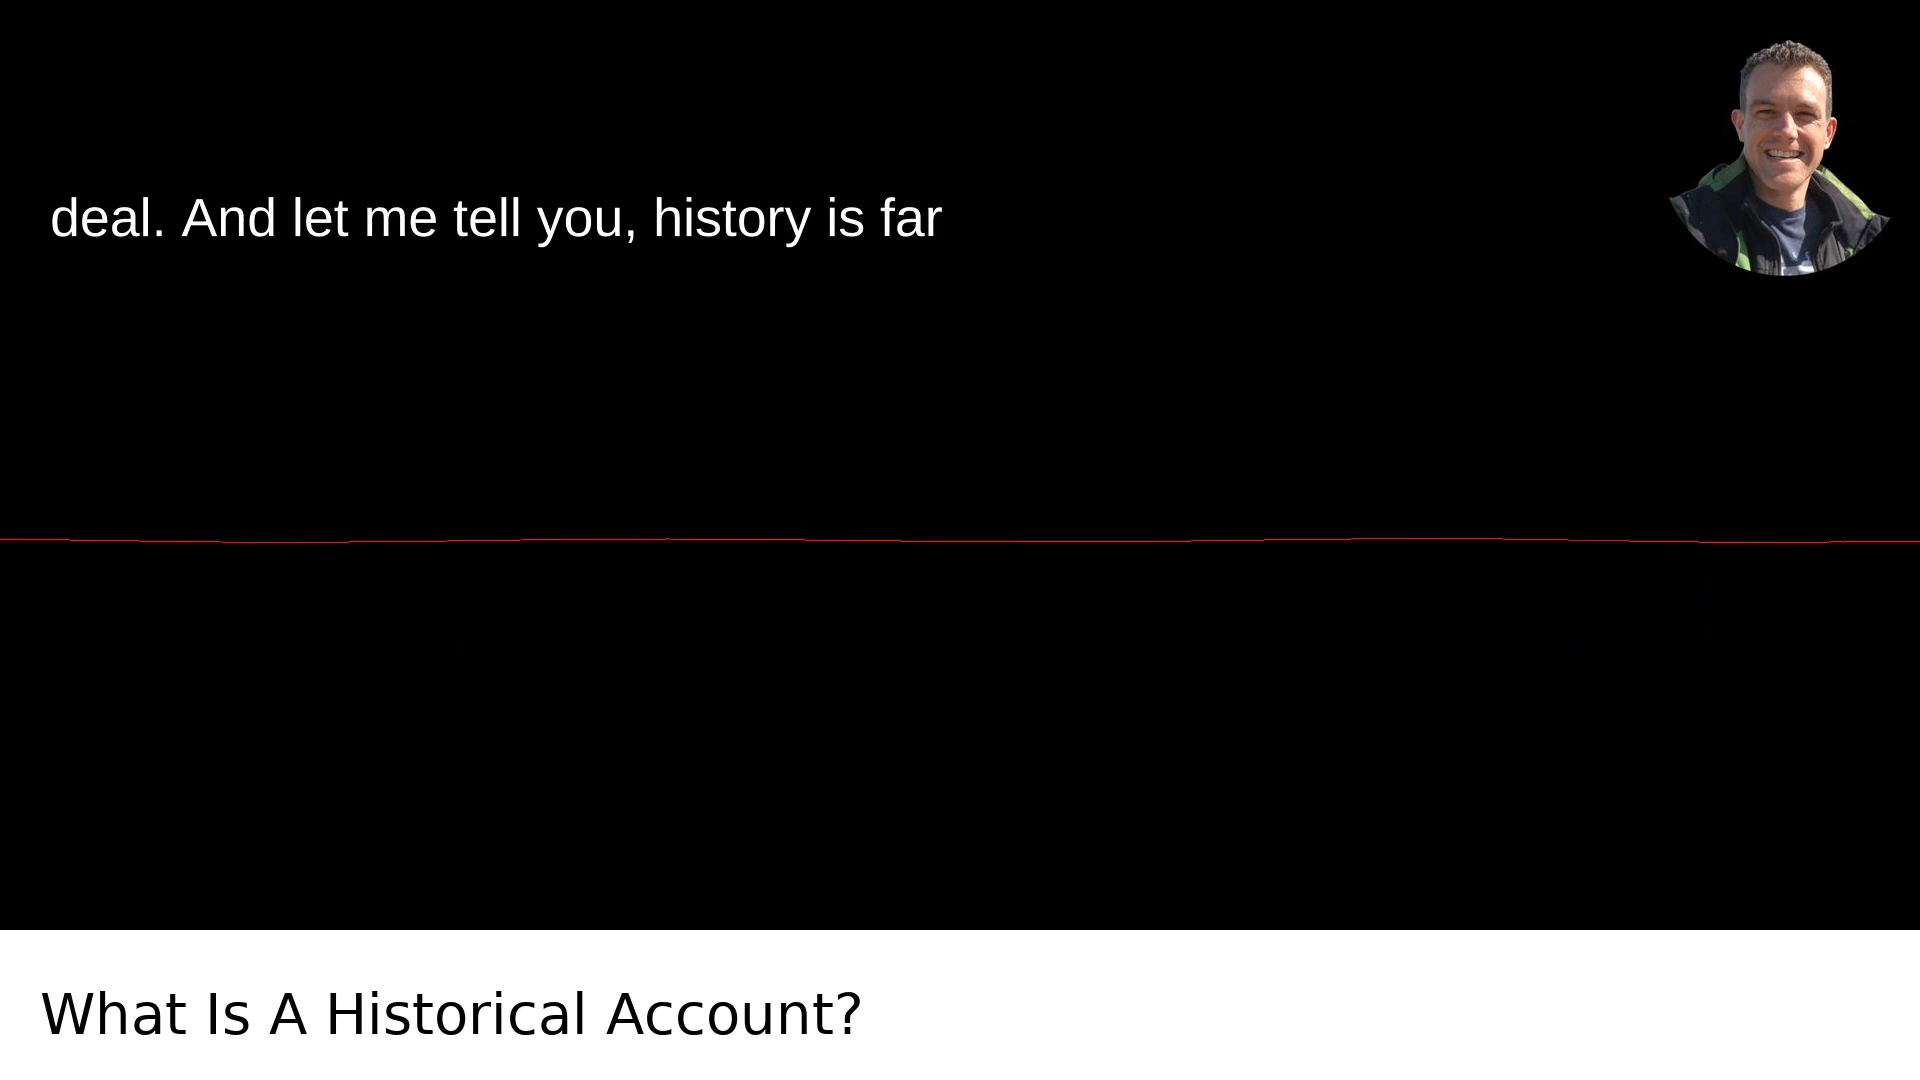 deal. And let me tell you, history is far
What Is A Historical Account?